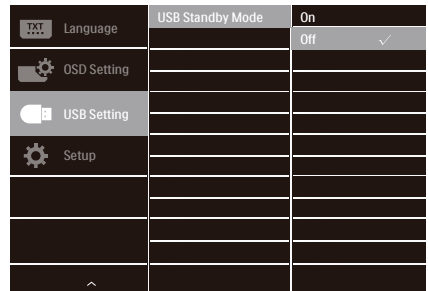 TXT
Language
OSD Setting
USB Setting
Setup
USB Standby Mode
On
Off